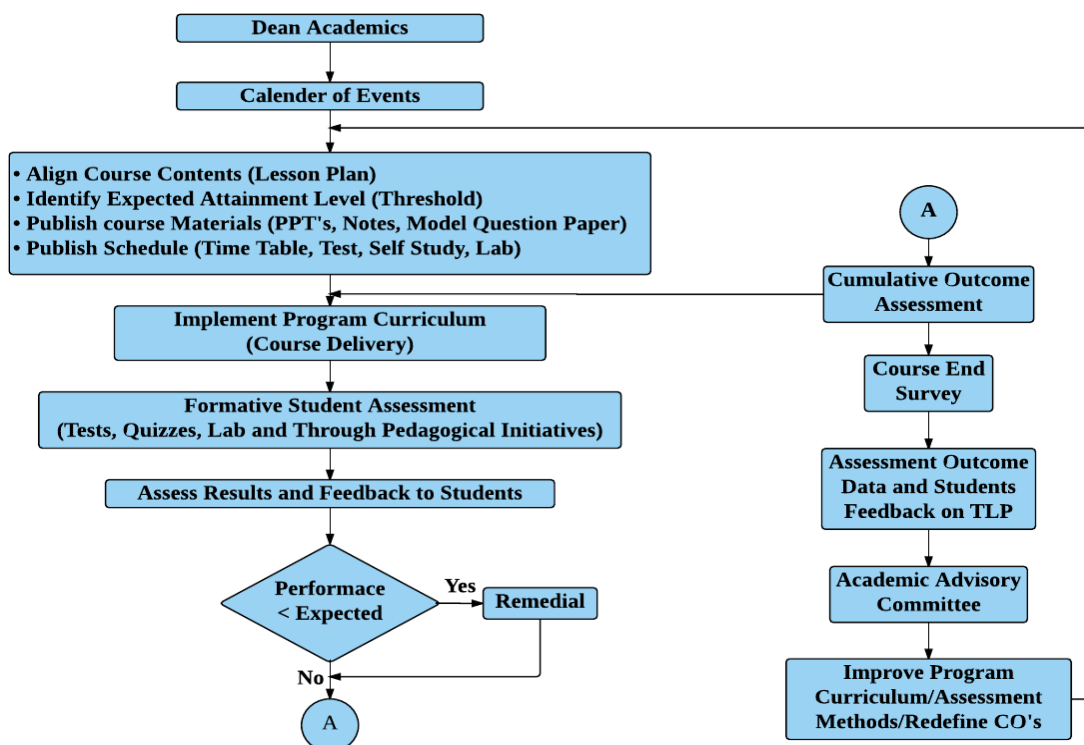 Dean Academics
Calender of Events
• Align Course Contents (Lesson Plan)
• Identify Expected Attainment Level (Threshold)
• Publish course Materials (PPT's, Notes, Model Question Paper)
• Publish Schedule (Time Table, Test, Self Study, Lab)
Implement Program Curriculum
(Course Delivery)
Formative Student Assessment
(Tests, Quizzes, Lab and Through Pedagogical Initiatives)
Assess Results and Feedback to Students
Performace
< Expected
Yes
Remedial
No
A
A
Cumulative Outcome
Assessment
Course End
Survey
Assessment Outcome
Data and Students
Feedback on TLP
Academic Advisory
Committee
Improve Program
Curriculum/Assessment
Methods/Redefine CO's